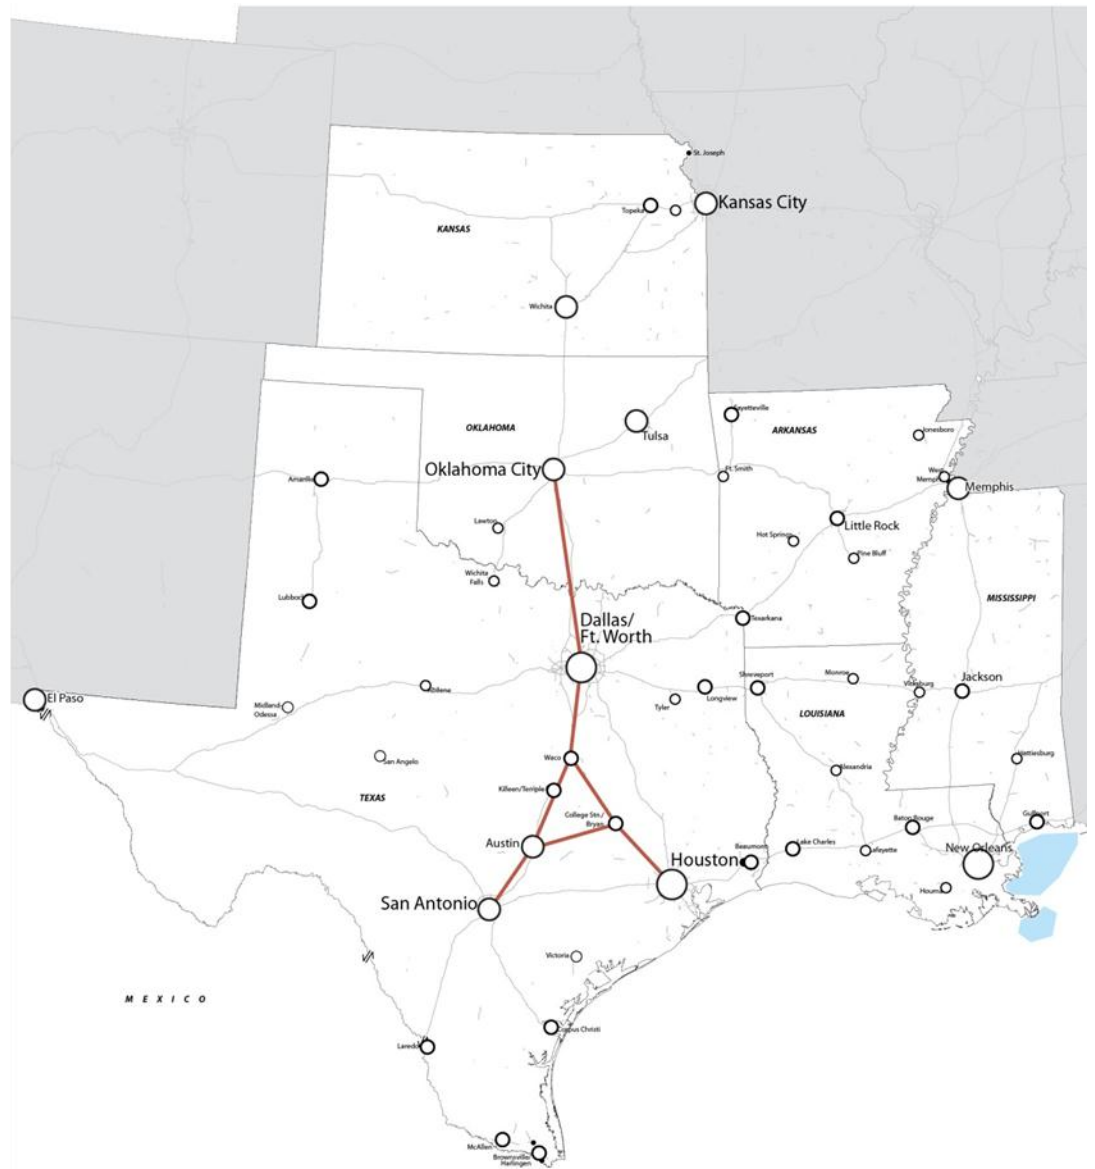 St. Joseph
Kansas City
Topeka
KANSAS
Wichita
Fayetteville
OKLAHOMA
ARKANSAS
Jonesboro
Tulsa
Oklahoma City
Ft. Smith
West
Memphis
Memphis
Amarillo
Lawton
Little Rock
Hot Springs
Pine Bluff
Wichita
Falls
Lubbock
MISSISSIPPI
Dallas/
Ft. Worth
Texarkana
El Paso
Abilene
Midland-
Odessa
Tyler
Longview
Shreveport
Monroe
Vicksburg
Jackson
LOUISIANA
Waco
San Angelo
Hattiesburg
Alexandria
Killeen/Temple
TEXAS
College Stn./
Bryan
Austin
Baton Rouge
Gulfport
Houston
Beaumont
Lake Charles
Lafayette
New Orleans
Houma
San Antonio
Victoria
MEXICO
Corpus Christi
Laredo
McAllen
Brownsville/
Harlingen